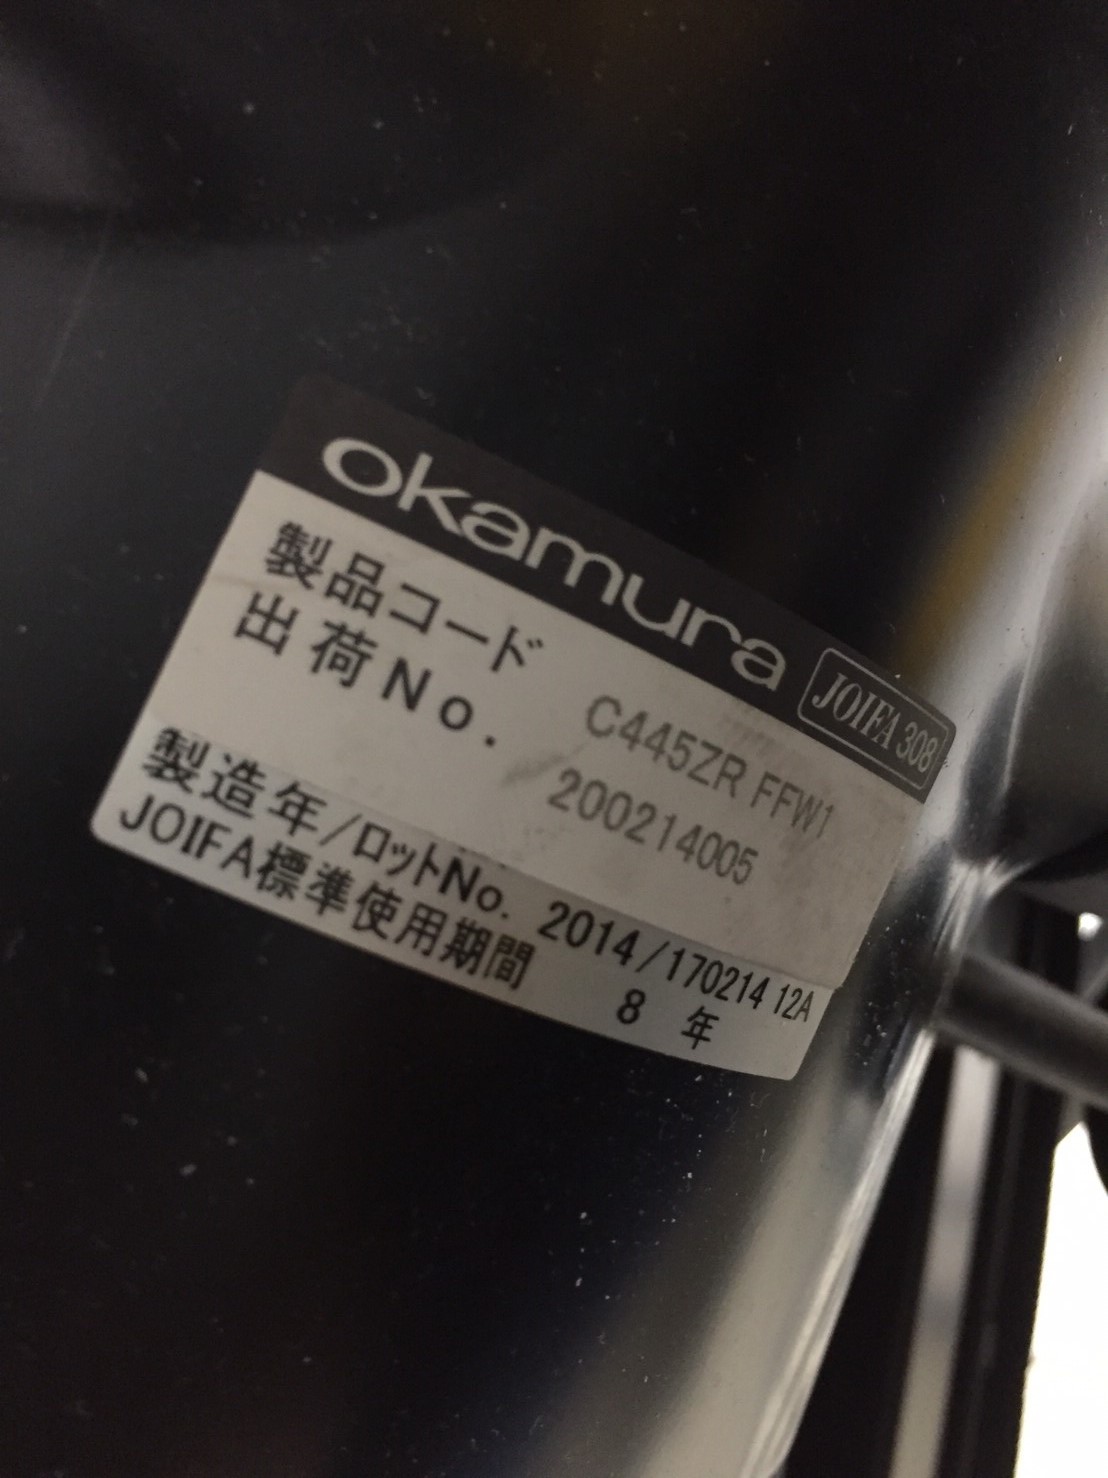 okamura JOIFA 308
製品コード C445ZR FFW1
出荷No. 200214005
製造年/ロットNo. 2014/170214 12A
JOIFA標準使用期間 8 年